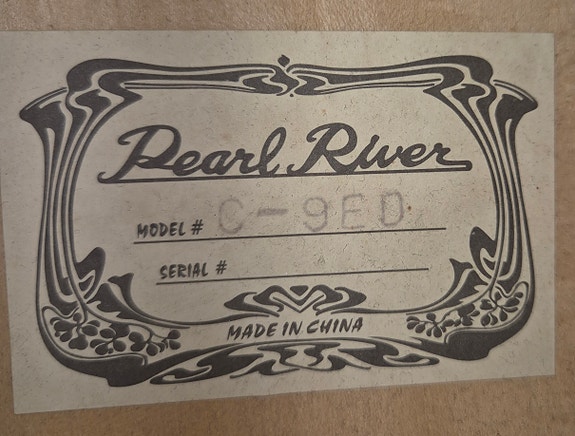 Pearl River
MODEL # C-9ED
SERIAL #
MADE IN CHINA